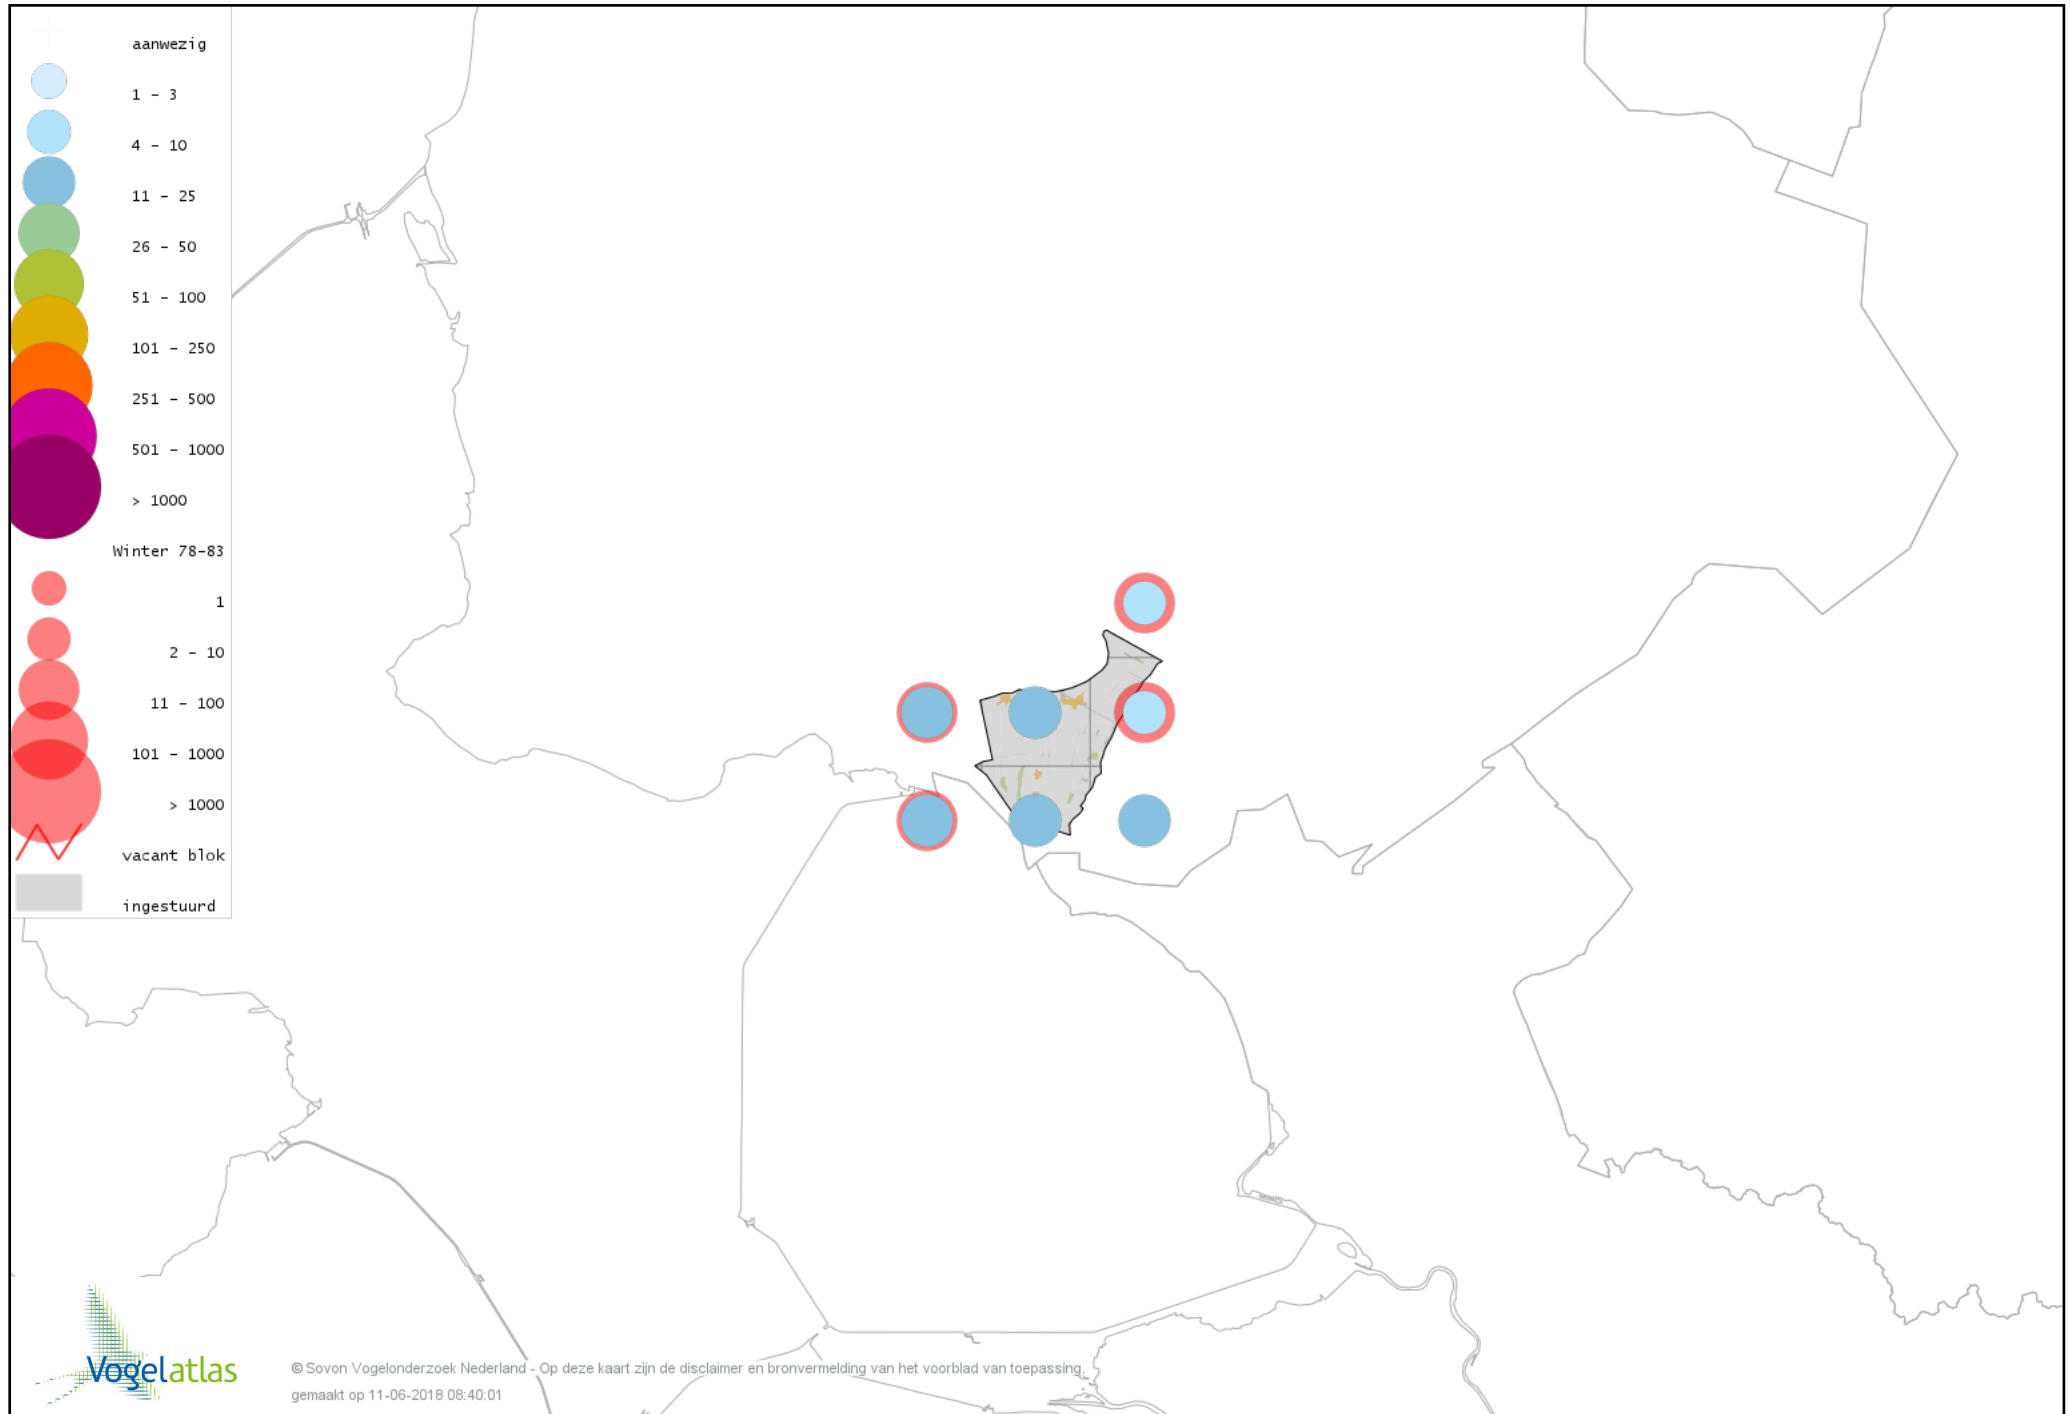 aanwezig
1 - 3
4 - 10
11 - 25
26 - 50
51 - 100
101 - 250
251 - 500
501 - 1000
> 1000
Winter 78-83
1
2 - 10
11 - 100
101 - 1000
> 1000
vacant blok
ingestuurd
Vogelatlas
© Sovon Vogelonderzoek Nederland - Op deze kaart zijn de disclaimer en bronvermelding van het voorblad van toepassing.
gemaakt op 11-06-2018 08:40:01